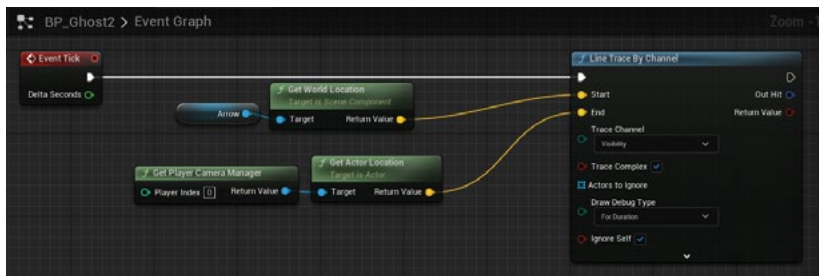 BP_Ghost2 > Event Graph
Zoom -1
Event Tick
Delta Seconds
Arrow
Get World Location
Target is Scene Component
Target
Return Value
Get Player Camera Manager
Player Index 0
Return Value
Get Actor Location
Target is Actor
Target
Return Value
Line Trace By Channel
Start
Out Hit
End
Return Value
Trace Channel
Visibility
Trace Complex
Actors to Ignore
Draw Debug Type
For Duration
Ignore Self